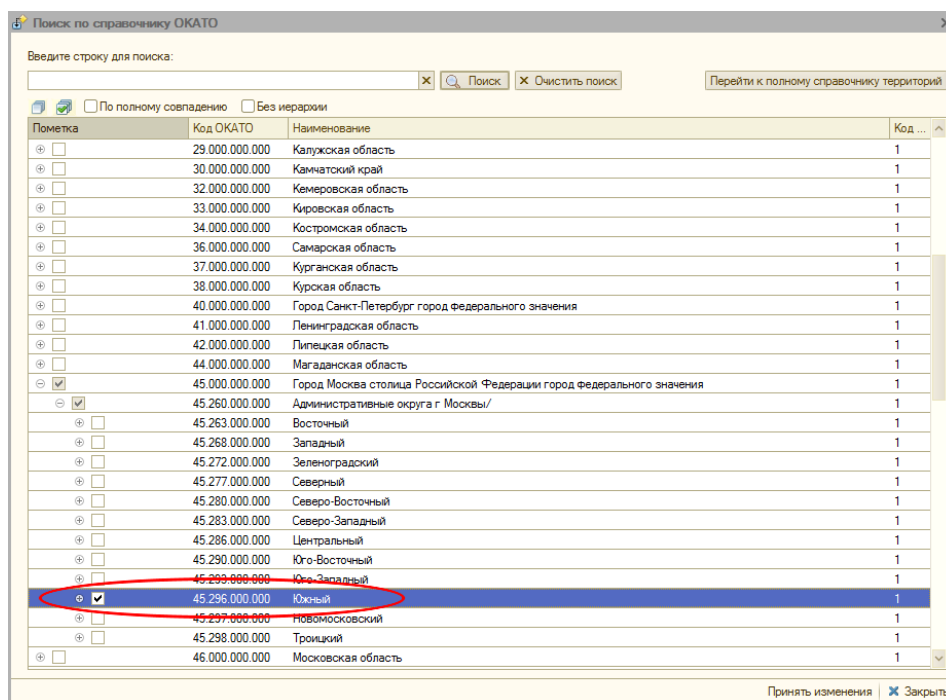 Поиск по справочнику ОКАТО
Введите строку для поиска:
Поиск Очистить поиск Перейти к полному справочнику территорий
По полному совпадению Без иерархии
Пометка Код ОКАТО Наименование Код ...
29.000.000.000 Калужская область 1
30.000.000.000 Камчатский край 1
32.000.000.000 Кемеровская область 1
33.000.000.000 Кировская область 1
34.000.000.000 Костромская область 1
36.000.000.000 Самарская область 1
37.000.000.000 Курганская область 1
38.000.000.000 Курская область 1
40.000.000.000 Город Санкт-Петербург город федерального значения 1
41.000.000.000 Ленинградская область 1
42.000.000.000 Липецкая область 1
44.000.000.000 Магаданская область 1
45.000.000.000 Город Москва столица Российской Федерации город федерального значения 1
45.260.000.000 Административные округа г Москвы/ 1
45.263.000.000 Восточный 1
45.268.000.000 Западный 1
45.272.000.000 Зеленоградский 1
45.277.000.000 Северный 1
45.280.000.000 Северо-Восточный 1
45.283.000.000 Северо-Западный 1
45.286.000.000 Центральный 1
45.290.000.000 Юго-Восточный 1
45.293.000.000 Юго-Западный 1
45.296.000.000 Южный 1
45.297.000.000 Новомосковский 1
45.298.000.000 Троицкий 1
46.000.000.000 Московская область 1
Принять изменения Закрыть